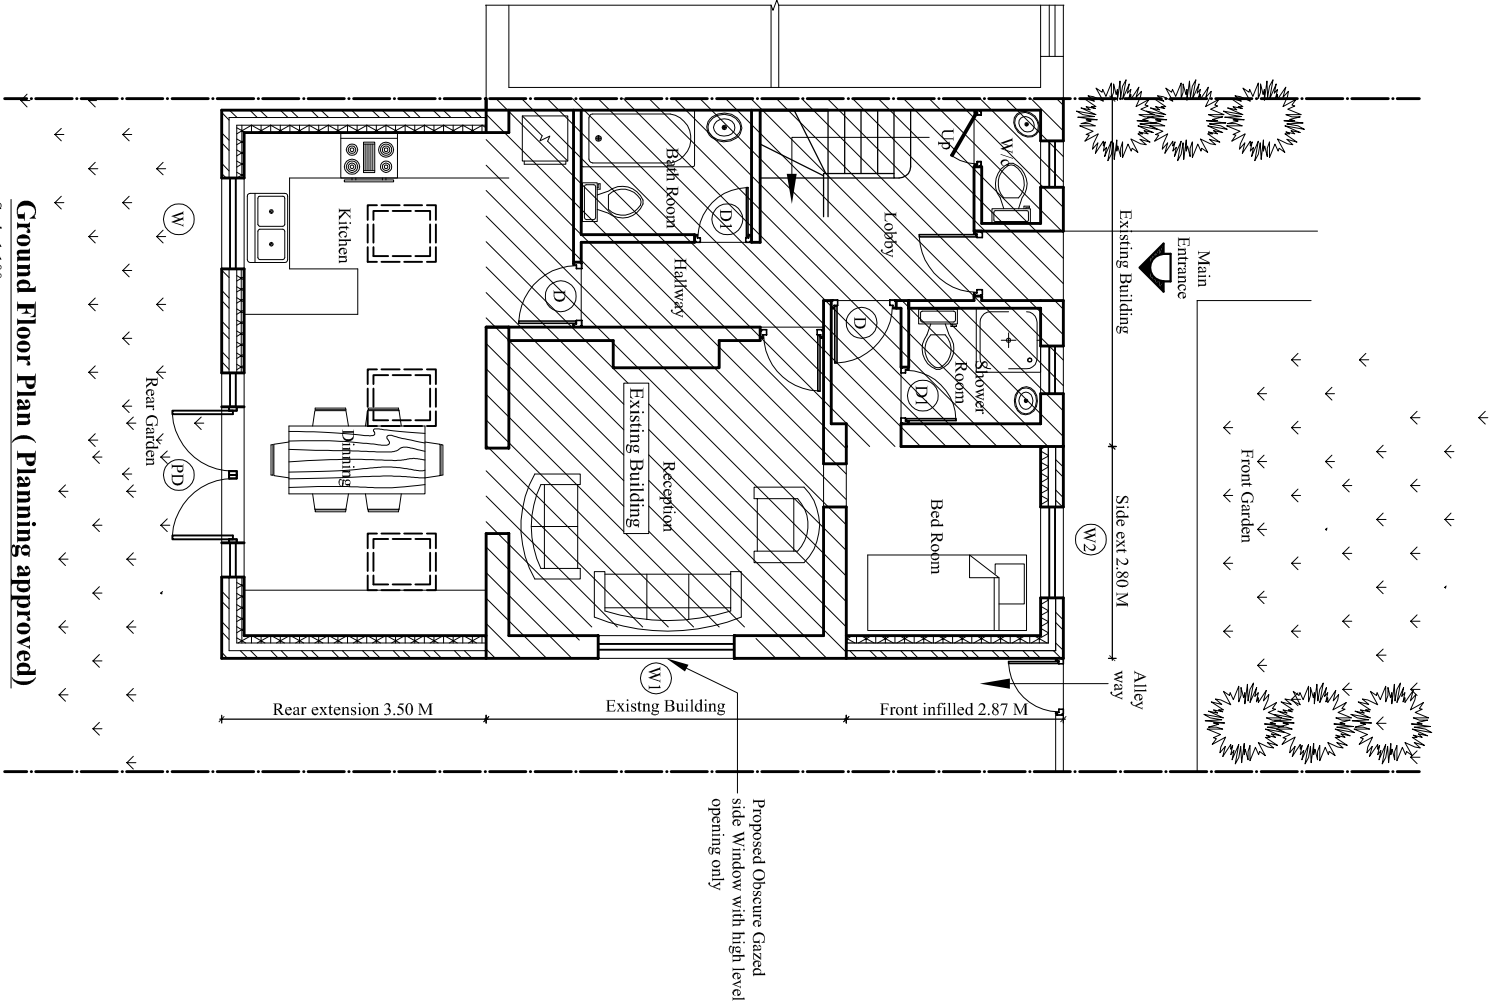 Ground Floor Plan ( Planning approved)
Main
Entrance
Existing Building
Side ext 2.80 M
Front Garden
Alley
way
W/c
Up
Lobby
Shower
Room
D1
D
W2
Bed Room
Bath Room
D1
Hallway
D
Reception
Existing Building
Kitchen
Dinning
W
Rear Garden
PD
W1
Rear extension 3.50 M
Existng Building
Front infilled 2.87 M
Proposed Obscure Gazed
side Window with high level
opening only